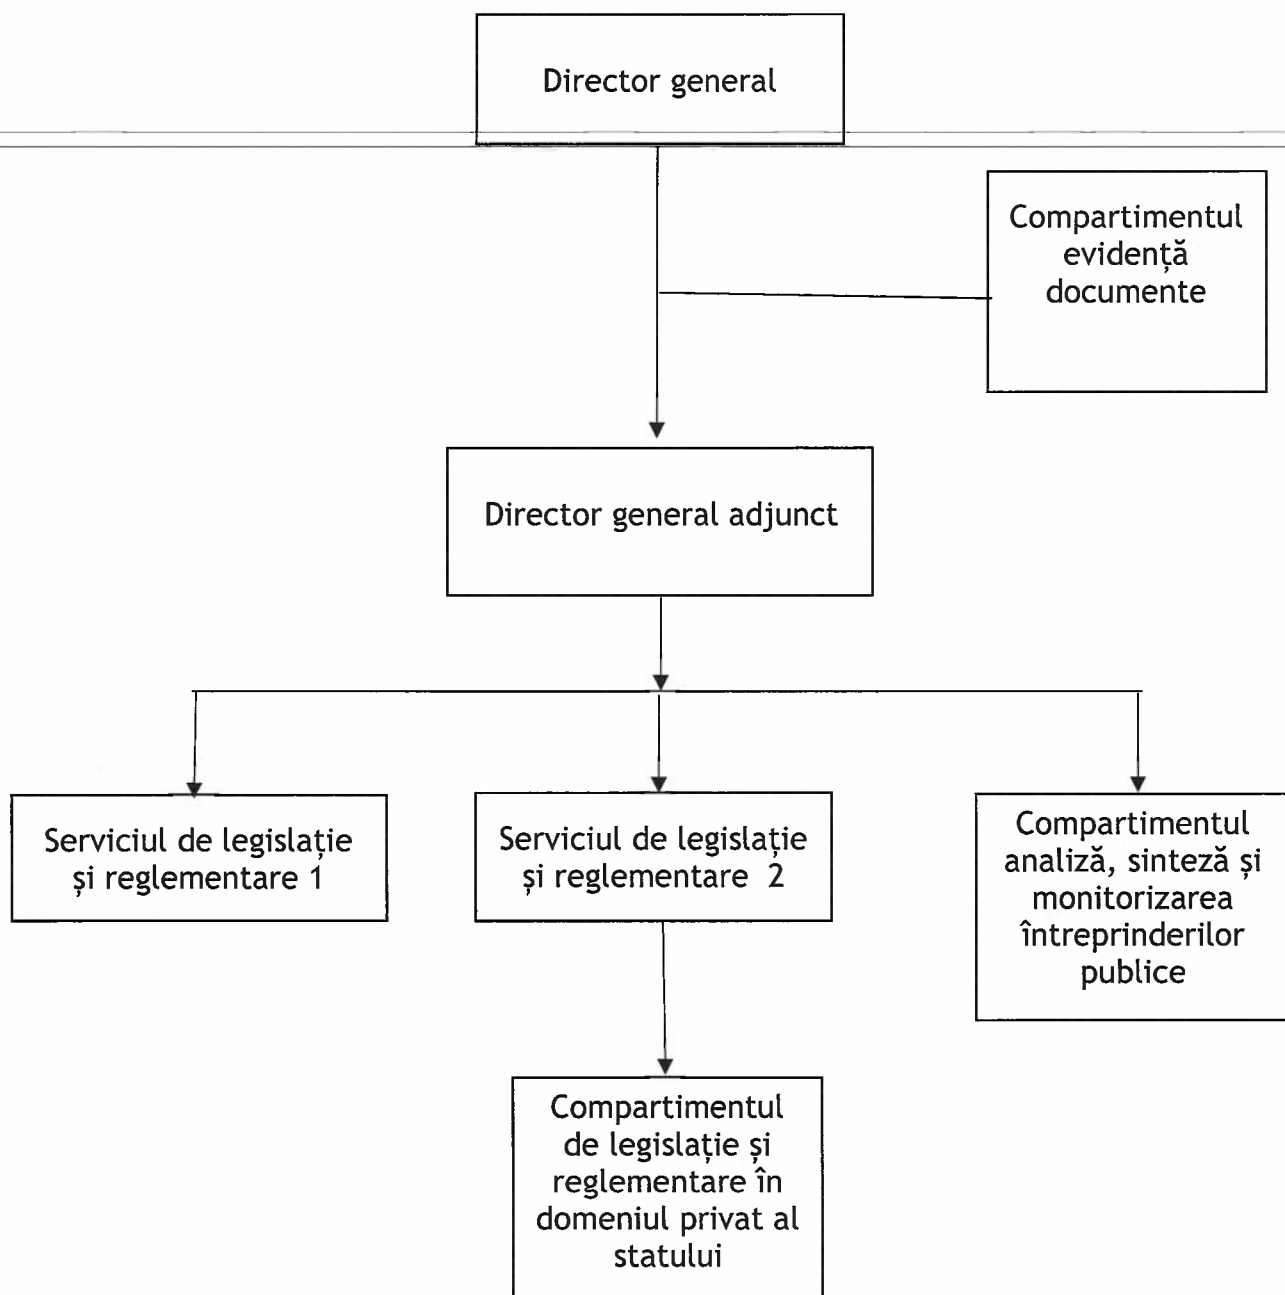 Director general
Compartimentul
evidență
documente
Director general adjunct
Serviciul de legislație
și reglementare 1
Serviciul de legislație
și reglementare 2
Compartimentul
analiză, sinteză și
monitorizarea
întreprinderilor
publice
Compartimentul
de legislație și
reglementare în
domeniul privat al
statului